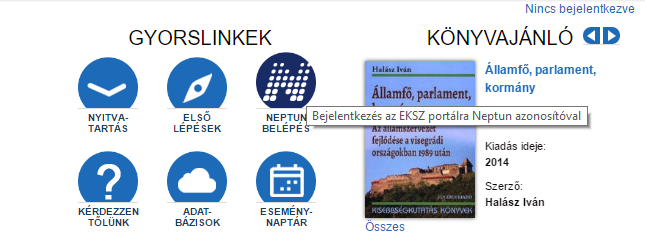 Nincs bejelentkezve
GYORSLINKEK
KÖNYVAJÁNLÓ
NYITVA-
TARTÁS
ELSŐ
LÉPÉSEK
NEPTUN
BELÉPÉS
KÉRDEZZEN
TŐLÜNK
ADAT-
BÁZISOK
ESEMÉNY-
NAPTÁR
Halász Iván
Államfő, parlament,
Bejelentkezés az EKSZ portálra Neptun azonosítóval
Az államszervezet
fejlődése a visegrádi
országokban 1989 után
KISEBBSÉGKUTATÁS KÖNYVEK
Összes
Államfő, parlament,
kormány
Kiadás ideje:
2014
Szerző:
Halász Iván